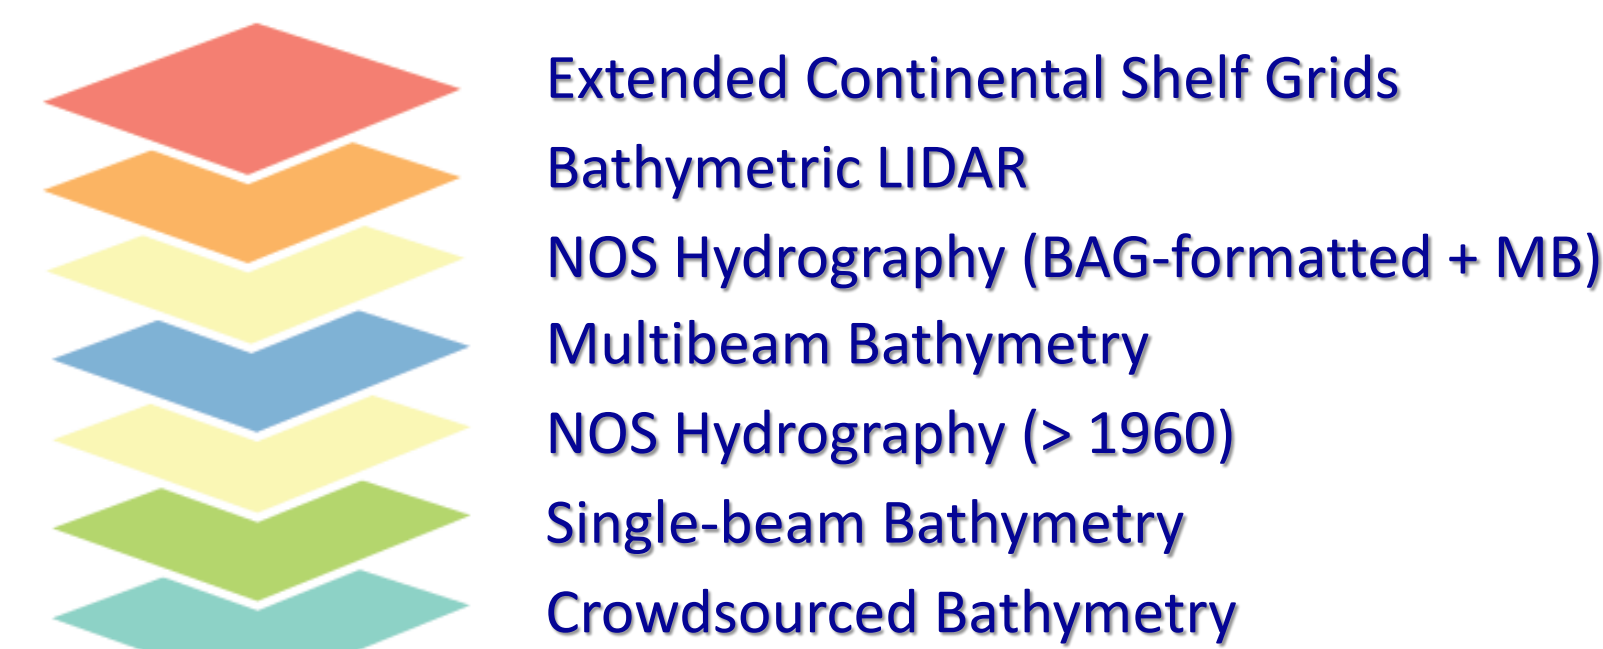 Extended Continental Shelf Grids
Bathymetric LIDAR
NOS Hydrography (BAG-formatted + MB)
Multibeam Bathymetry
NOS Hydrography (> 1960)
Single-beam Bathymetry
Crowdsourced Bathymetry